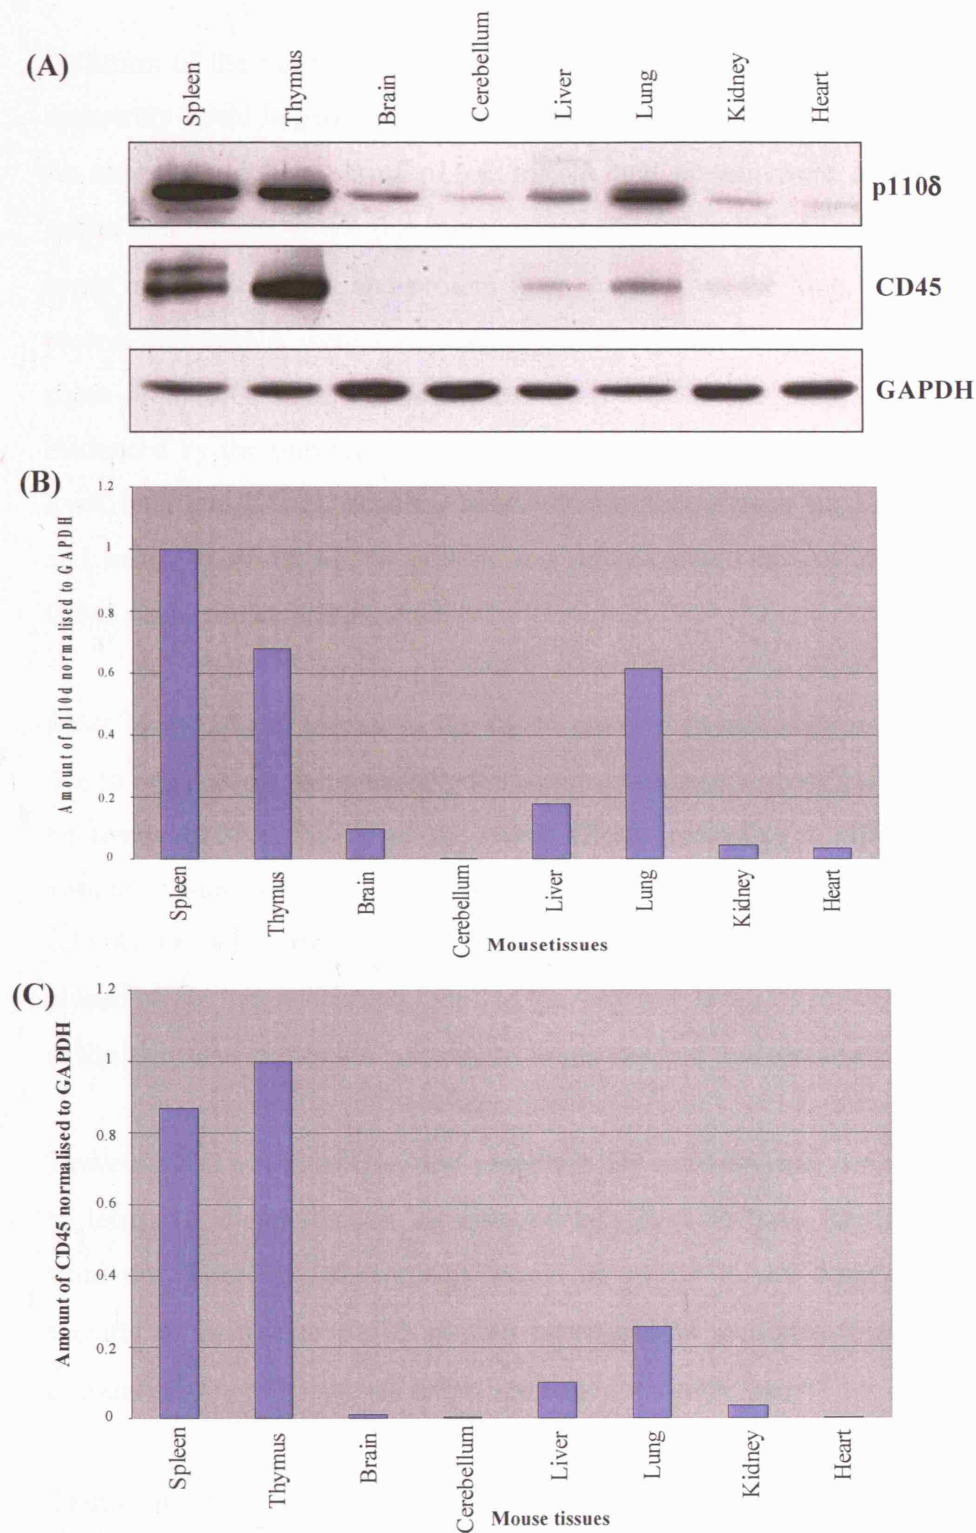 (A)
Spleen Thymus Brain Cerebellum Liver Lung Kidney Heart
p110δ
CD45
GAPDH
(B)
Amount of p110d normalised to GAPDH
1.2
1
0.8
0.6
0.4
0.2
0
Spleen Thymus Brain Cerebellum Liver Lung Kidney Heart
Mousetissues
(C)
Amount of CD45 normalised to GAPDH
1.2
1
0.8
0.6
0.4
0.2
0
Spleen Thymus Brain Cerebellum Liver Lung Kidney Heart
Mouse tissues